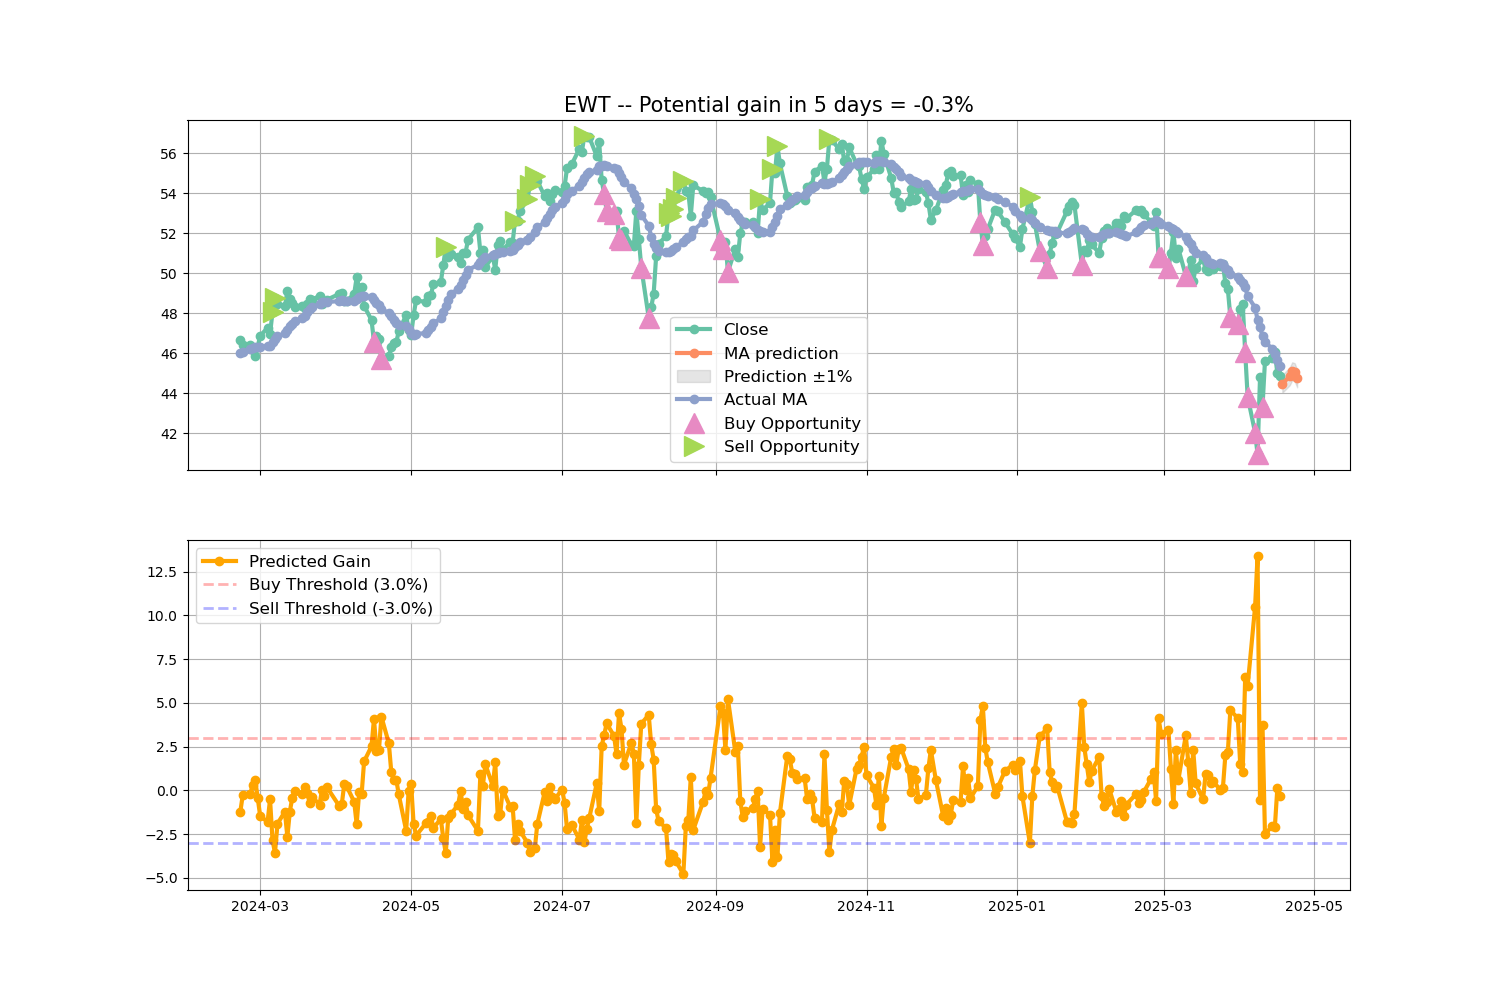 EWT -- Potential gain in 5 days = -0.3%
56
54
52
50
48
46
44
42
Close
MA prediction
Prediction ±1%
Actual MA
Buy Opportunity
Sell Opportunity
12.5
10.0
7.5
5.0
2.5
0.0
−2.5
−5.0
Predicted Gain
Buy Threshold (3.0%)
Sell Threshold (-3.0%)
2024-03
2024-05
2024-07
2024-09
2024-11
2025-01
2025-03
2025-05